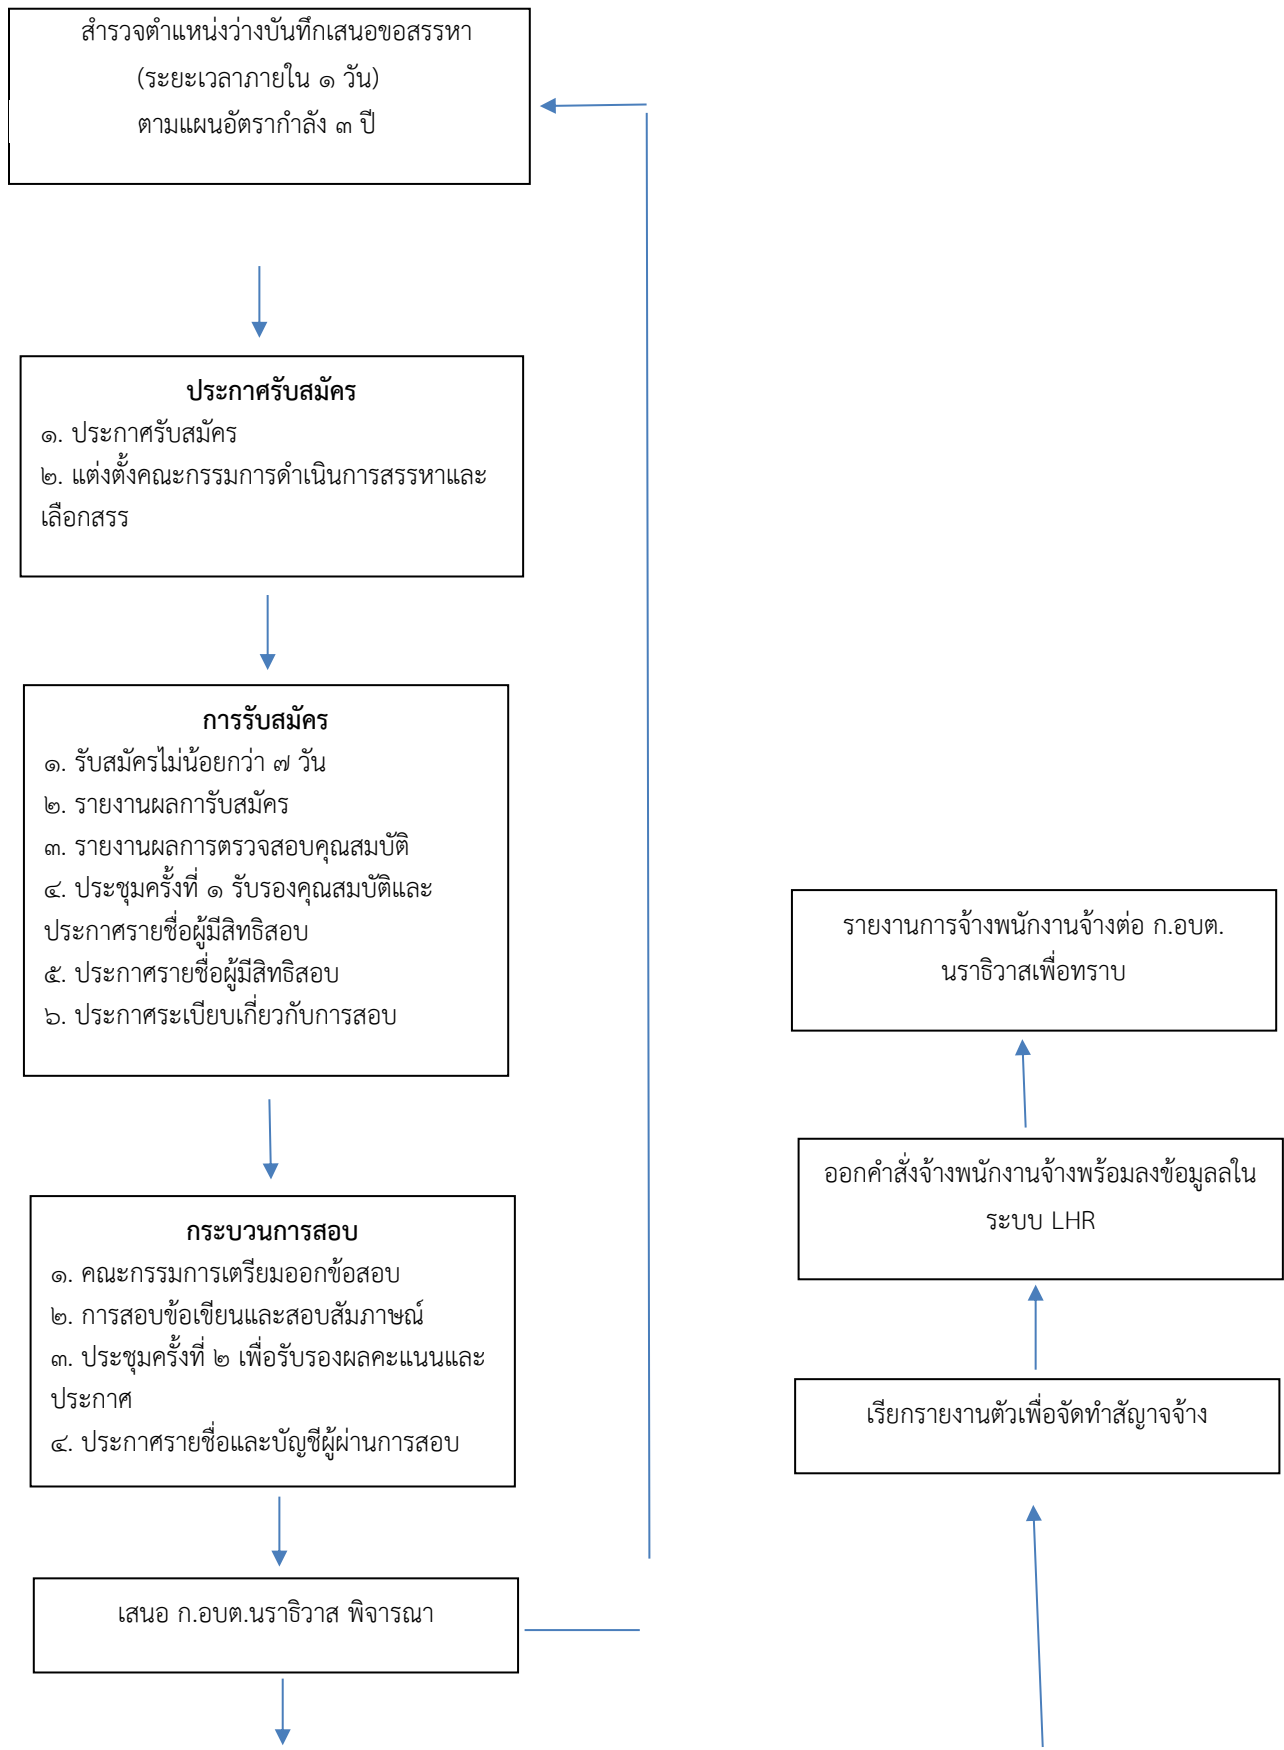 สำรวจตำแหน่งว่างบันทึกเสนอขอสรรหา
(ระยะเวลาภายใน ๑ วัน)
ตามแผนอัตรากำลัง ๓ ปี
ประกาศรับสมัคร
๑. ประกาศรับสมัคร
๒. แต่งตั้งคณะกรรมการดำเนินการสรรหาและ
เลือกสรร
การรับสมัคร
๑. รับสมัครไม่น้อยกว่า ๗ วัน
๒. รายงานผลการับสมัคร
๓. รายงานผลการตรวจสอบคุณสมบัติ
๔. ประชุมครั้งที่ ๑ รับรองคุณสมบัติและ
ประกาศรายชื่อผู้มีสิทธิสอบ
๕. ประกาศรายชื่อผู้มีสิทธิสอบ
๖. ประกาศระเบียบเกี่ยวกับการสอบ
กระบวนการสอบ
๑. คณะกรรมการเตรียมออกข้อสอบ
๒. การสอบข้อเขียนและสอบสัมภาษณ์
๓. ประชุมครั้งที่ ๒ เพื่อรับรองผลคะแนนและ
ประกาศ
๔. ประกาศรายชื่อและบัญชีผู้ผ่านการสอบ
เสนอ ก.อบต.นราธิวาส พิจารณา
รายงานการจ้างพนักงานจ้างต่อ ก.อบต.
นราธิวาสเพื่อทราบ
ออกคำสั่งจ้างพนักงานจ้างพร้อมลงข้อมูลลใน
ระบบ LHR
เรียกรายงานตัวเพื่อจัดทำสัญาจจ้าง